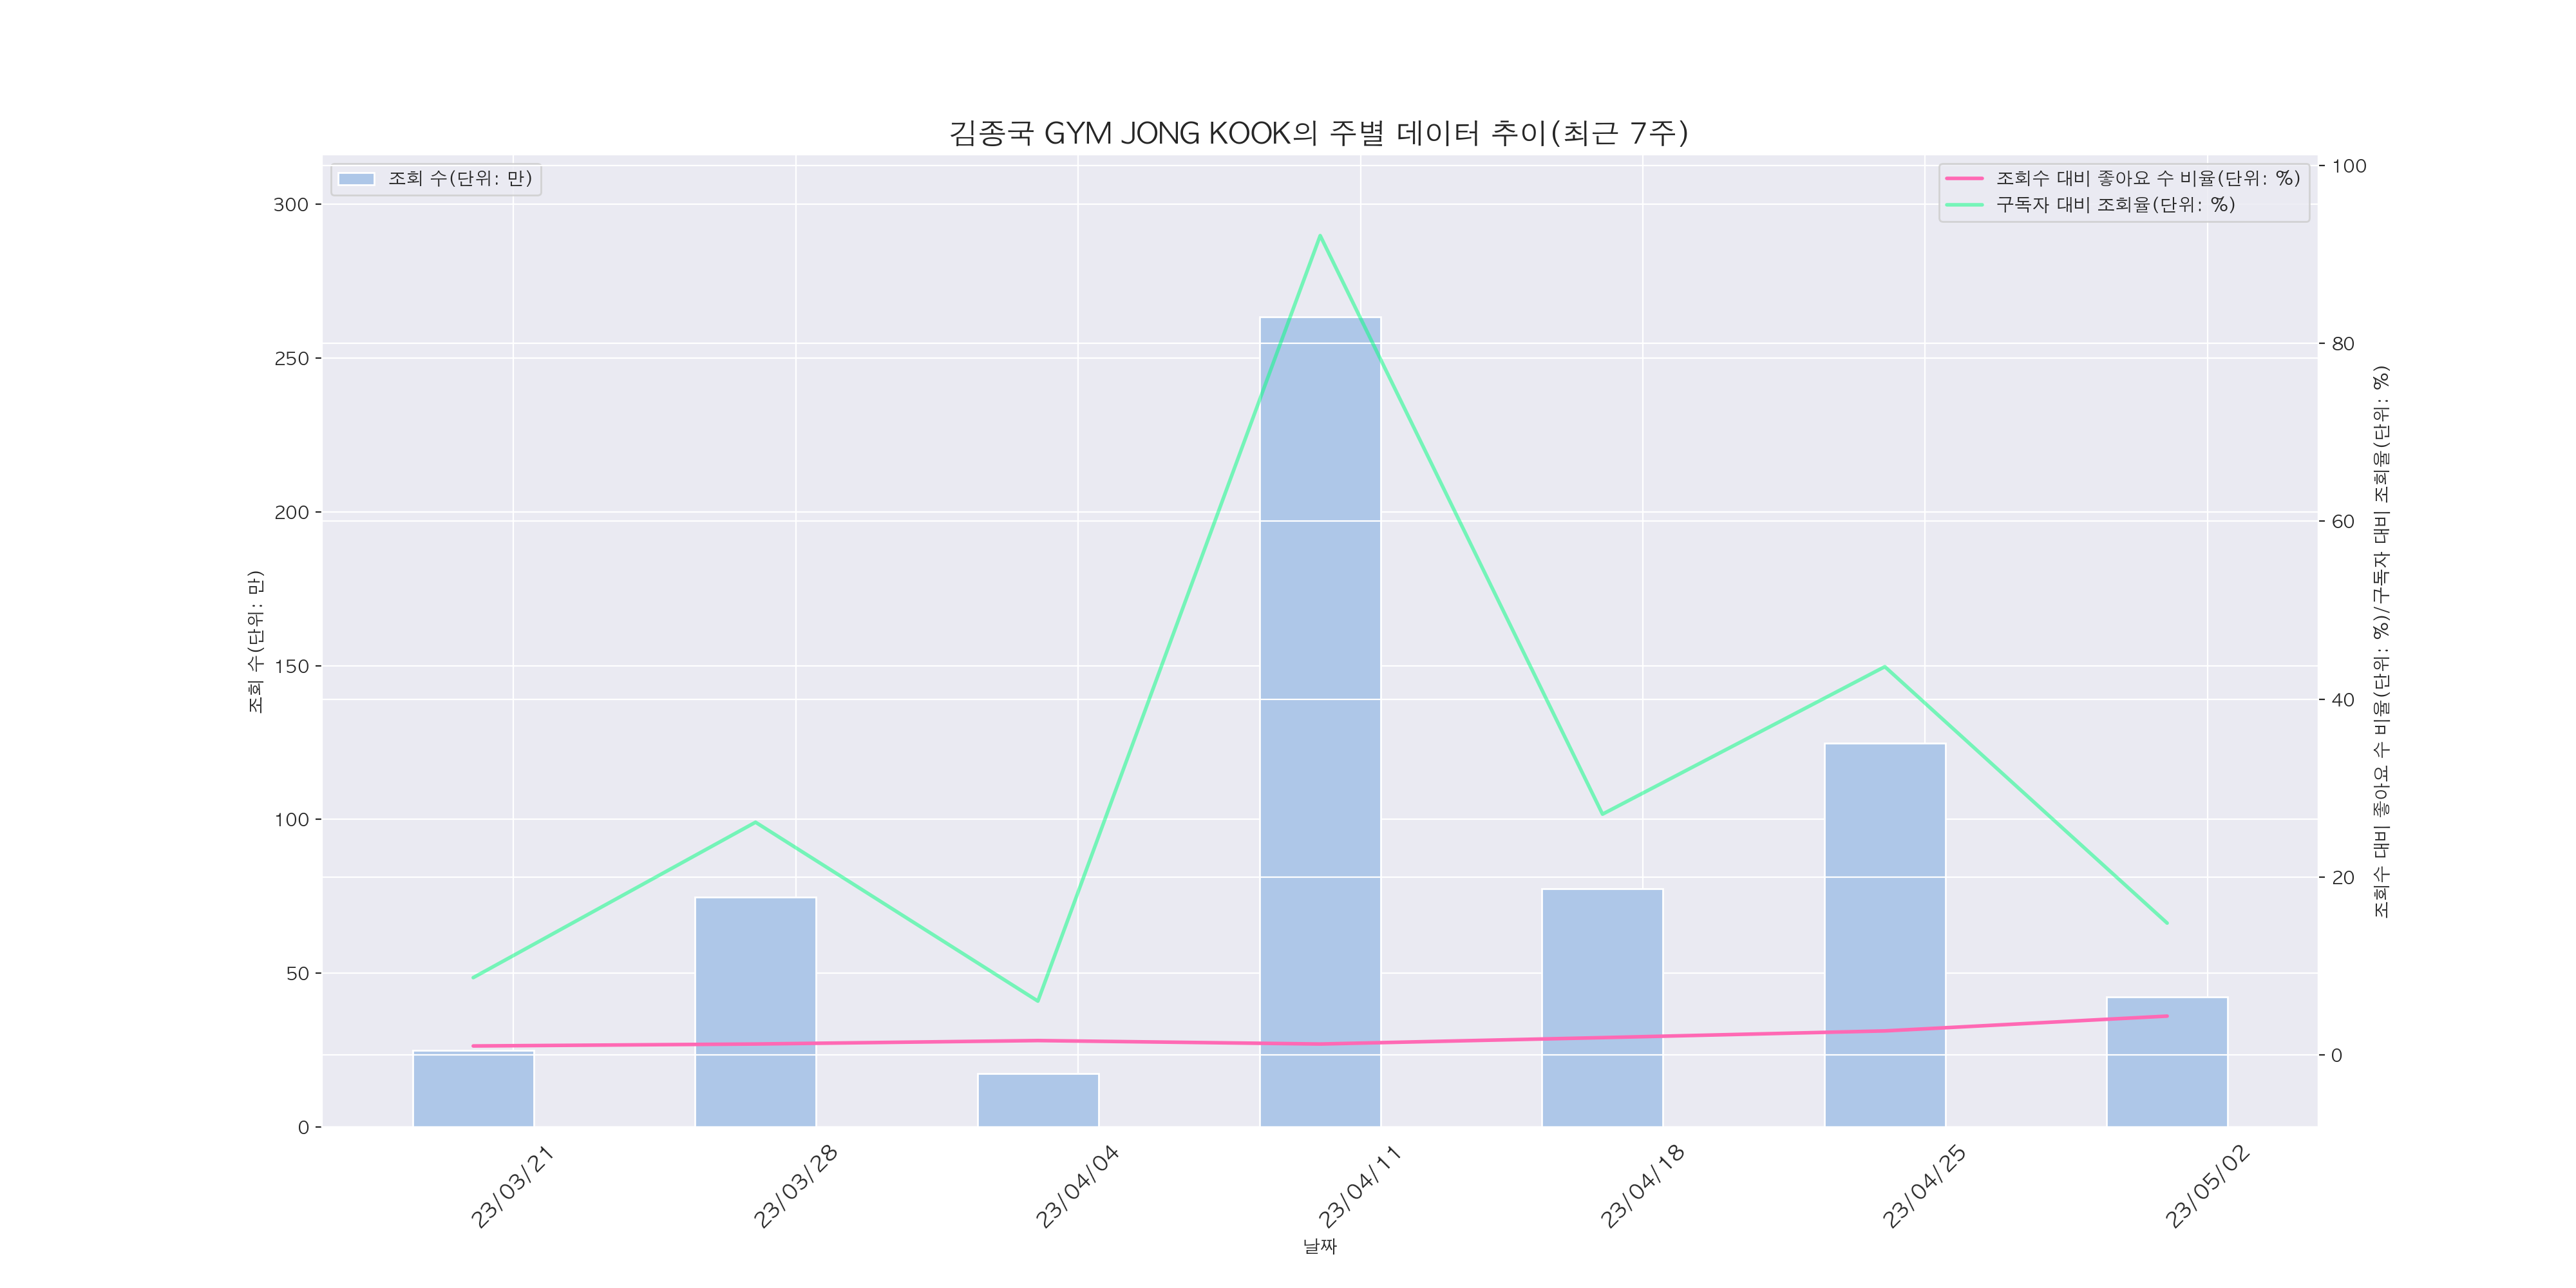 김종국 GYM JONG KOOK의 주별 데이터 추이(최근 7주)
조회 수(단위: 만)
조회수 대비 좋아요 수 비율(단위: %)
구독자 대비 조회율(단위: %)
300
250
200
150
100
50
0
조회 수(단위: 만)
100
80
60
40
20
0
조회수 대비 좋아요 수 비율(단위: %)/구독자 대비 조회율(단위: %)
23/03/21
23/03/28
23/04/04
23/04/11
23/04/18
23/04/25
23/05/02
날짜